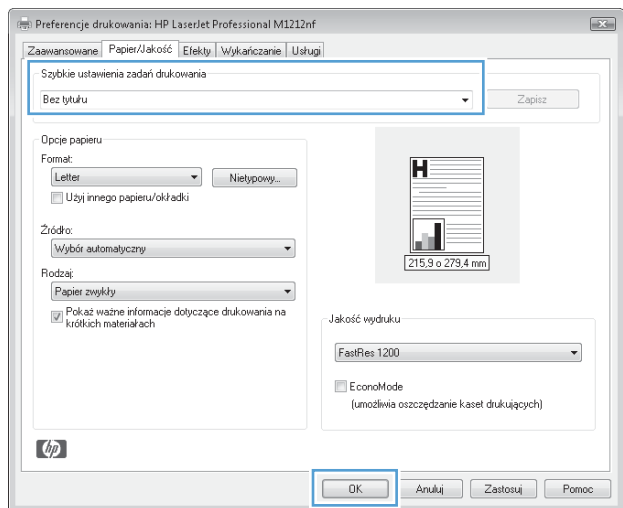 Preferencje drukowania: HP LaserJet Professional M1212nf
Zaawansowane Papier/Jakość Efekty Wykańczanie Usługi
Szybkie ustawienia zadań drukowania
Bez tytułu
Zapisz
Opcje papieru
Format:
Letter
Nietypowy...
Użyj innego papieru/okładki
Źródło:
Wybór automatyczny
Rodzaj:
Papier zwykły
Pokaż ważne informacje dotyczące drukowania na
krótkich materiałach
H
215,9 o 279,4 mm
Jakość wydruku
FastRes 1200
EconoMode
(umożliwia oszczędzanie kaset drukujących)
hp
OK Anuluj Zastosuj Pomoc